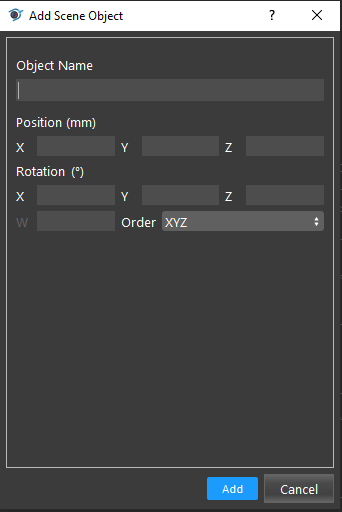 Add Scene Object ? ×
Object Name
Position (mm)
X Y Z
Rotation (°)
X Y Z
W Order XYZ
Add Cancel